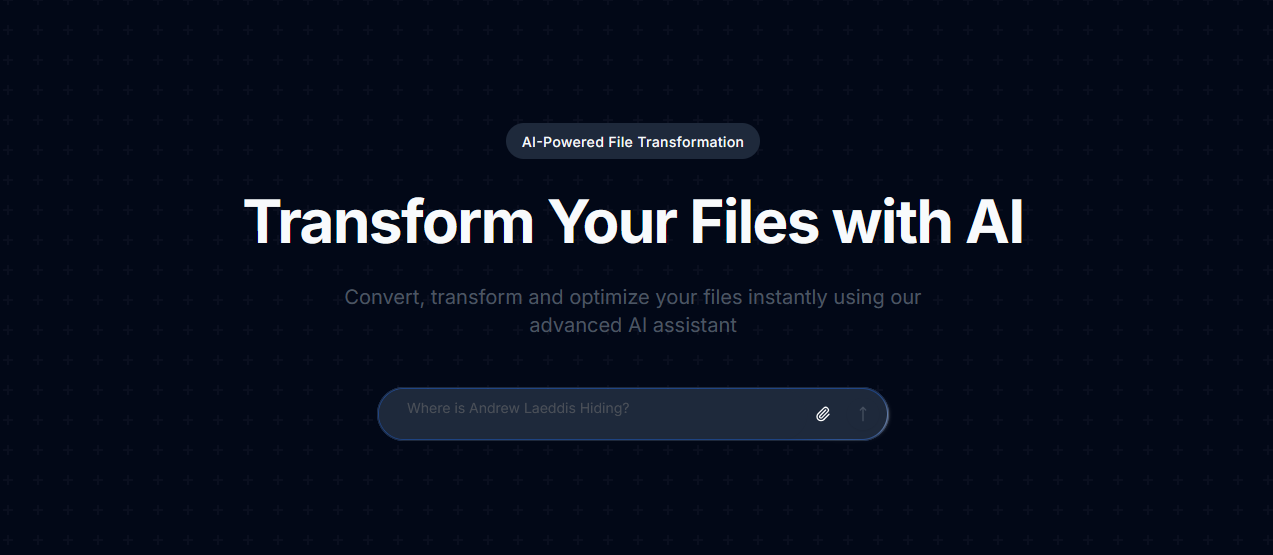 AI-Powered File Transformation
Transform Your Files with AI
Convert, transform and optimize your files instantly using our
advanced AI assistant
Where is Andrew Laeddis Hiding?